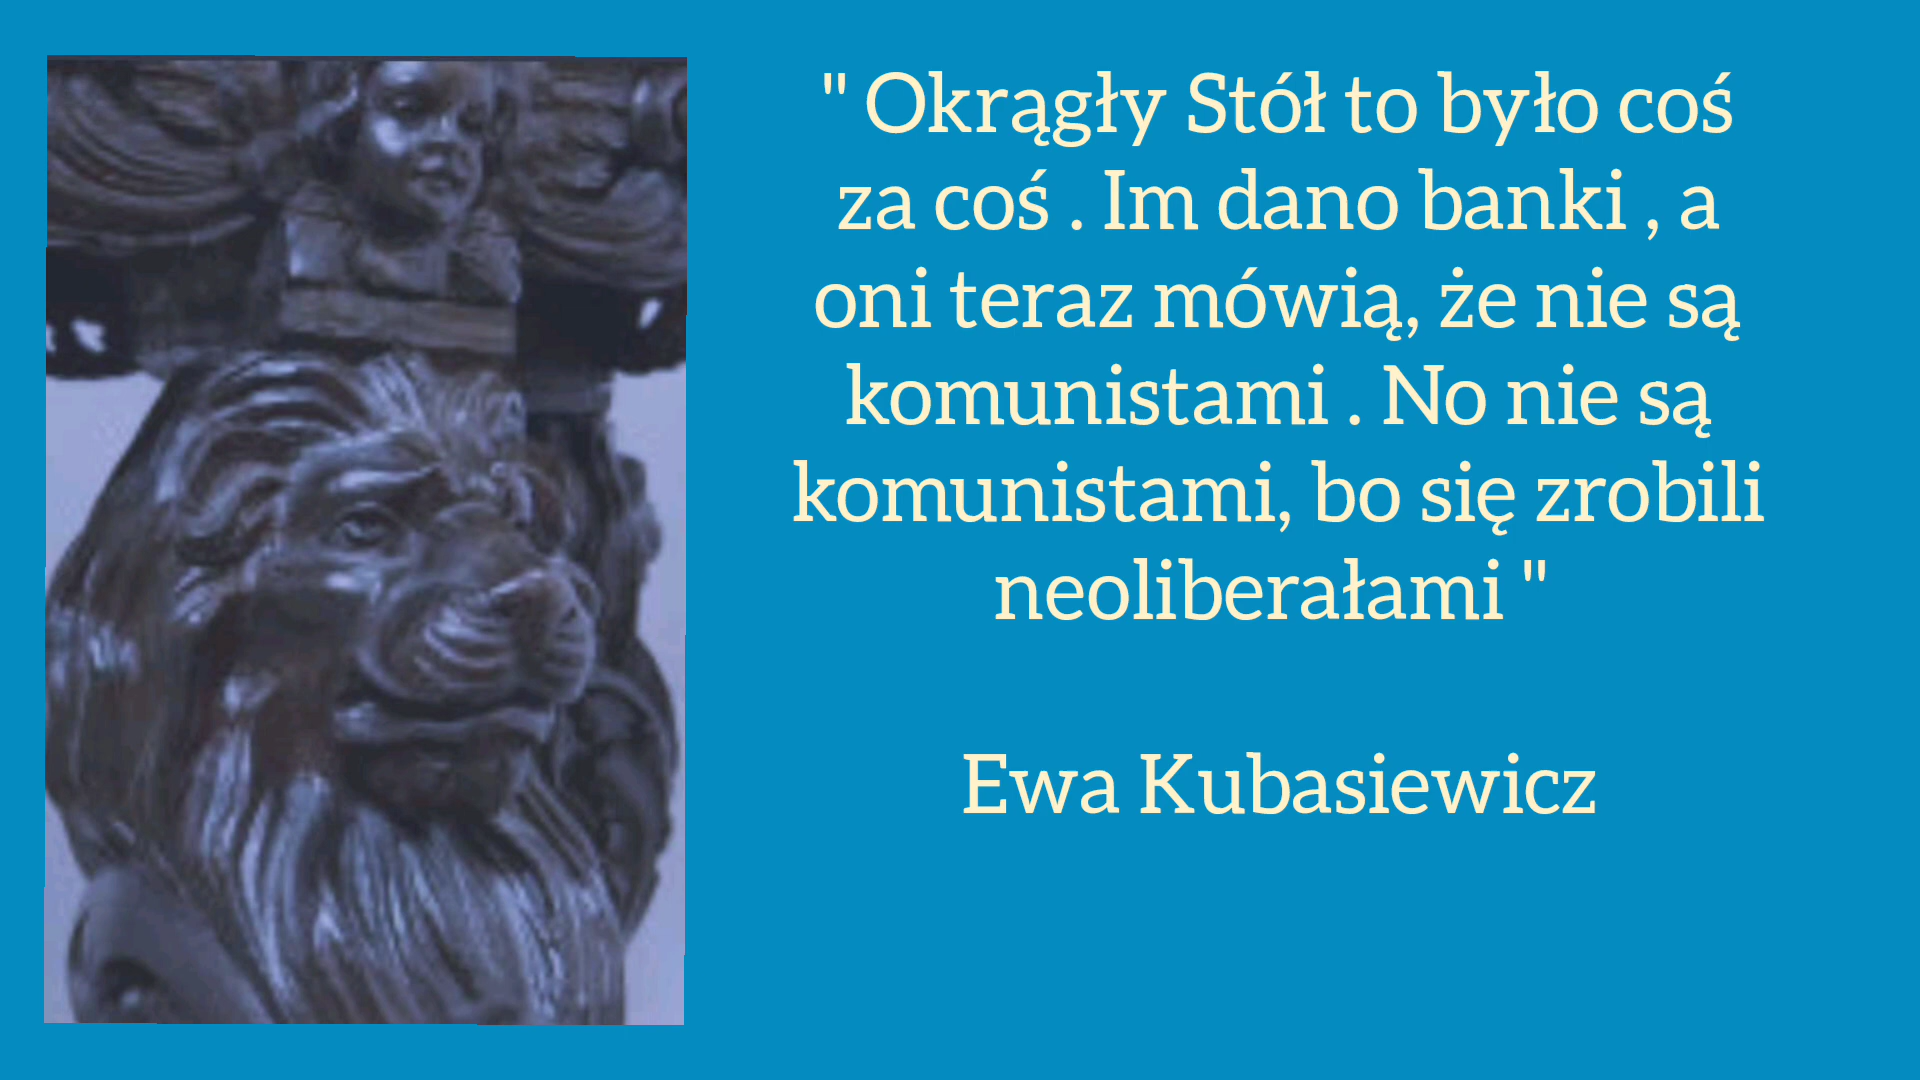 " Okrągły Stół to było coś
za coś . Im dano banki , a
oni teraz mówią, że nie są
komunistami . No nie są
komunistami, bo się zrobili
neoliberałami "
Ewa Kubasiewicz